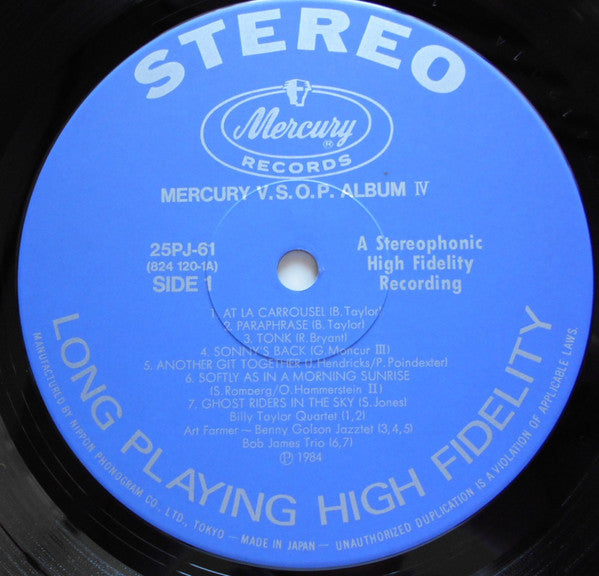 STEREO
Mercury
®
RECORDS
MERCURY V.S.O.P. ALBUM IV
25PJ-61
(824 120-1A)
SIDE 1
A Stereophonic
High Fidelity
Recording
1. AT LA CARROUSEL (B. Taylor)
2. PARAPHRASE (B. Taylor)
3. TONK (R. Bryant)
4. SONNY'S BACK (G. Moncur III)
5. ANOTHER GIT TOGETHER (J. Hendricks/P. Poindexter)
6. SOFTLY AS IN A MORNING SUNRISE
(S. Romberg/O. Hammerstein II)
7. GHOST RIDERS IN THE SKY (S. Jones)
Billy Taylor Quartet (1,2)
Art Farmer – Benny Golson Jazztet (3,4,5)
Bob James Trio (6,7)
℗ 1984
LONG PLAYING HIGH FIDELITY
MANUFACTURED BY NIPPON PHONOGRAM CO., LTD., TOKYO – MADE IN JAPAN – UNAUTHORIZED DUPLICATION IS A VIOLATION OF APPLICABLE LAWS.